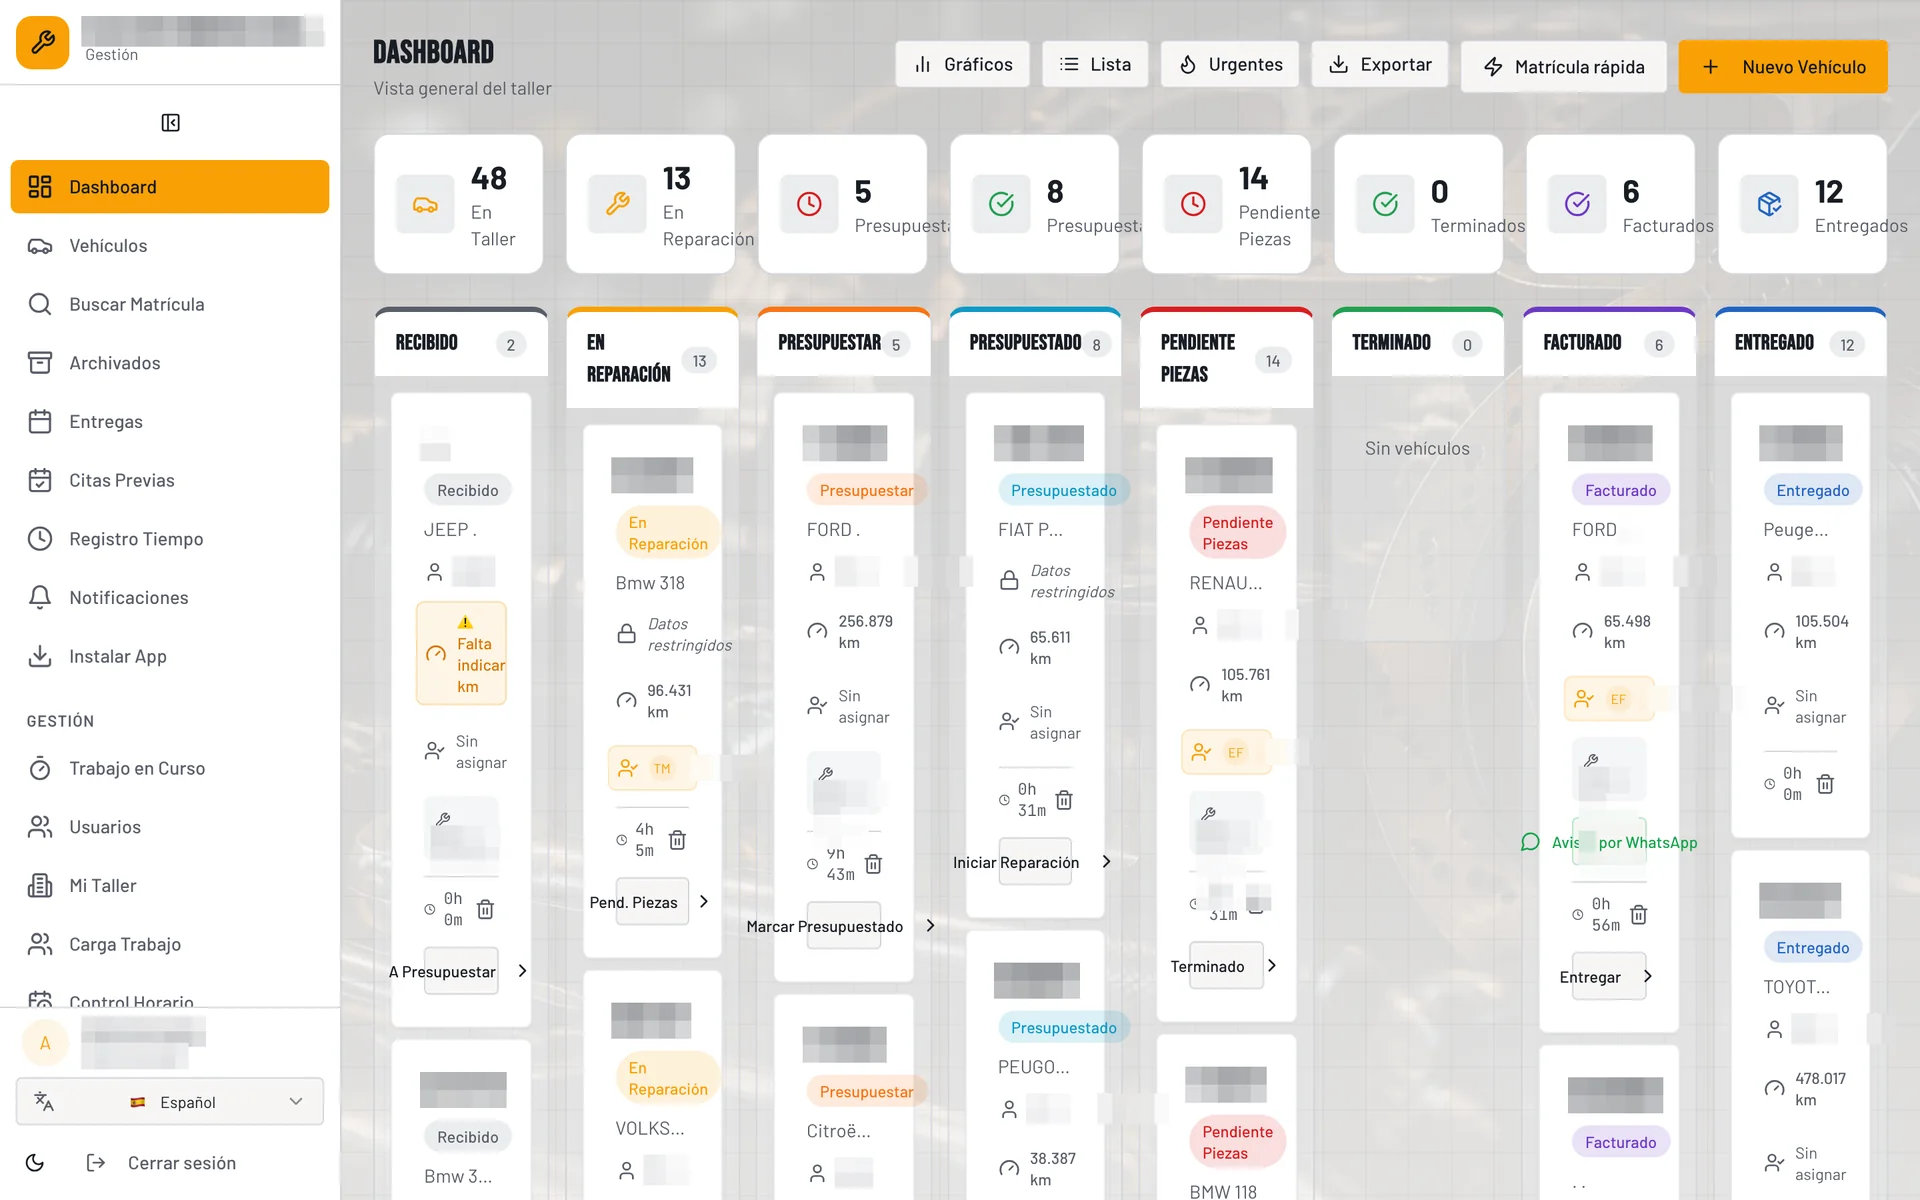 Gestión
Dashboard
Vehículos
Buscar Matrícula
Archivados
Entregas
Citas Previas
Registro Tiempo
Notificaciones
Instalar App
GESTIÓN
Trabajo en Curso
Usuarios
Mi Taller
Carga Trabajo
Control Horario
A
Español
Cerrar sesión
DASHBOARD
Vista general del taller
Gráficos
Lista
Urgentes
Exportar
Matrícula rápida
Nuevo Vehículo
48
En
Taller
13
En
Reparación
5
Presupuest
8
Presupuest
14
Pendiente
Piezas
0
Terminados
6
Facturados
12
Entregados
RECIBIDO
2
Recibido
JEEP .
Falta
indicar
km
Sin
asignar
0h
0m
A Presupuestar
Recibido
Bmw 3...
EN
REPARACIÓN
13
En
Reparación
Bmw 318
Datos
restringidos
96.431
km
TM
4h
5m
Pend. Piezas
En
Reparación
VOLKS...
PRESUPUESTAR
5
Presupuestar
FORD .
256.879
km
Sin
asignar
9h
43m
Marcar Presupuestado
Presupuestar
Citroë...
PRESUPUESTADO
8
Presupuestado
FIAT P...
Datos
restringidos
65.611
km
Sin
asignar
0h
31m
Iniciar Reparación
Presupuestado
PEUGO...
38.387
km
PENDIENTE
PIEZAS
14
Pendiente
Piezas
RENAU...
105.761
km
EF
31m
Terminado
Pendiente
Piezas
BMW 118
TERMINADO
0
Sin vehículos
FACTURADO
6
Facturado
FORD
65.498
km
EF
Avis por WhatsApp
0h
56m
Entregar
Facturado
ENTREGADO
12
Entregado
Peuge...
105.504
km
Sin
asignar
0h
0m
Entregado
TOYOT...
478.017
km
Sin
asignar